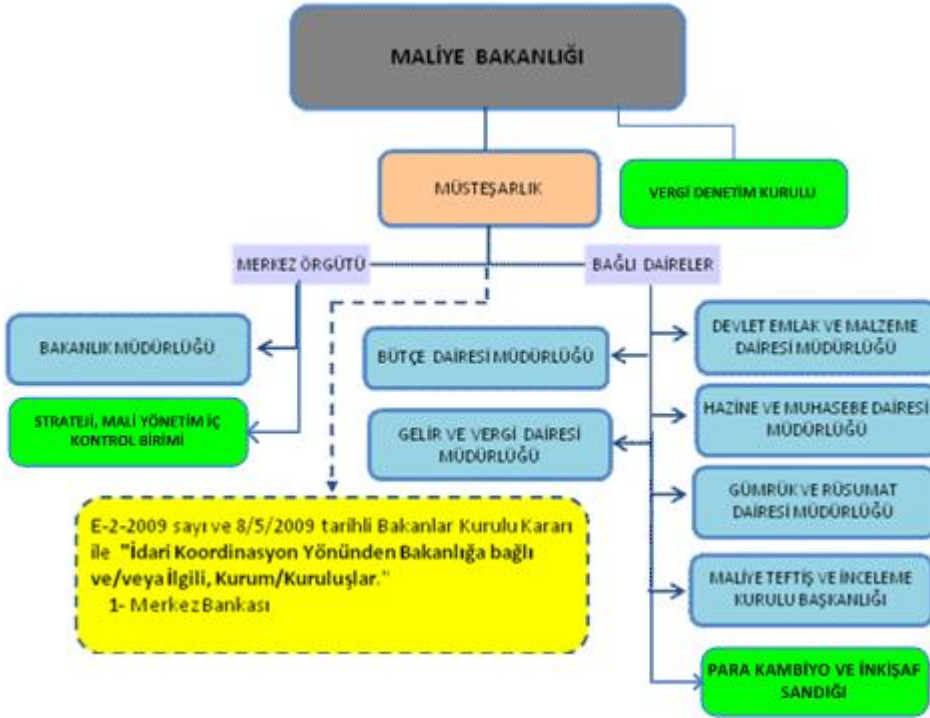 MALİYE BAKANLIĞI
MÜSTEŞARLIK
VERGİ DENETİM KURULU
MERKEZ ÖRGÜTÜ
BAĞLI DAİRELER
BAKANLIK MÜDÜRLÜĞÜ
STRATEJİ, MALİ YÖNETİM İÇ
KONTROL BİRİMİ
BÜTÇE DAİRESİ MÜDÜRLÜĞÜ
GELİR VE VERGİ DAİRESİ
MÜDÜRLÜĞÜ
DEVLET EMLAK VE MALZEME
DAİRESİ MÜDÜRLÜĞÜ
HAZİNE VE MUHASEBE DAİRESİ
MÜDÜRLÜĞÜ
GÜMRÜK VE RÜSUMAT
DAİRESİ MÜDÜRLÜĞÜ
MALİYE TEFTİŞ VE İNCELEME
KURULU BAŞKANLIĞI
PARA KAMBİYO VE İNKİŞAF
SANDIĞI
E-2-2009 sayı ve 8/5/2009 tarihli Bakanlar Kurulu Kararı
ile "İdari Koordinasyon Yönünden Bakanlığa bağlı
ve/veya İlgili, Kurum/Kuruluşlar."
1- Merkez Bankası